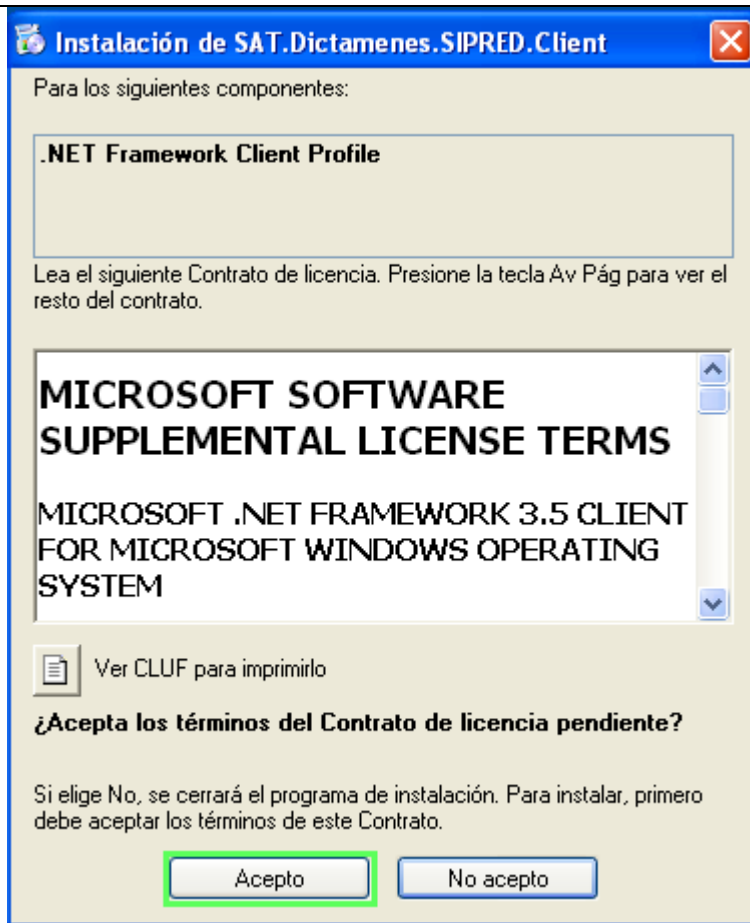 Instalación de SAT.Dictamenes.SIPRED.Client
Para los siguientes componentes:
.NET Framework Client Profile
Lea el siguiente Contrato de licencia. Presione la tecla Av Pág para ver el
resto del contrato.
MICROSOFT SOFTWARE
SUPPLEMENTAL LICENSE TERMS
MICROSOFT .NET FRAMEWORK 3.5 CLIENT
FOR MICROSOFT WINDOWS OPERATING
SYSTEM
Ver CLUF para imprimirlo
¿Acepta los términos del Contrato de licencia pendiente?
Si elige No, se cerrará el programa de instalación. Para instalar, primero
debe aceptar los términos de este Contrato.
Acepto
No acepto